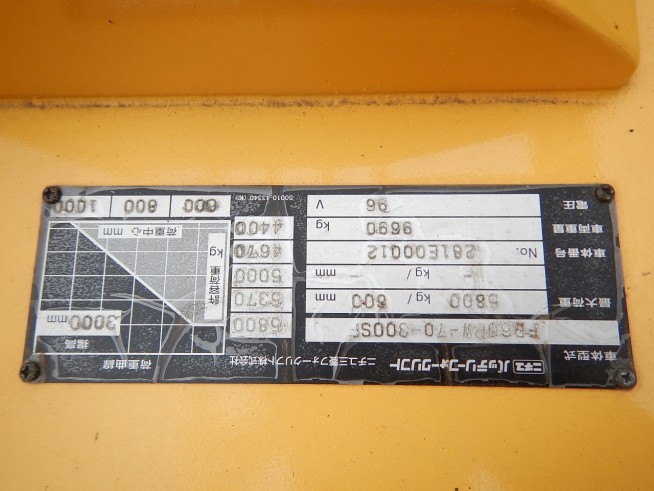 ニチユ バッテリーフォークリフト ニチユ三菱フォークリフト株式会社 荷重曲線
車体型式
最大荷重 5800 kg / 600 mm
kg / mm
車体番号 No. 281E00012
車両重量 9690 kg
電圧 96 V
5800
5370
5000
4670
4400
許容荷重 kg
揚高
3000 mm
荷重中心 mm
600 800 1000
50010-13340 (K)